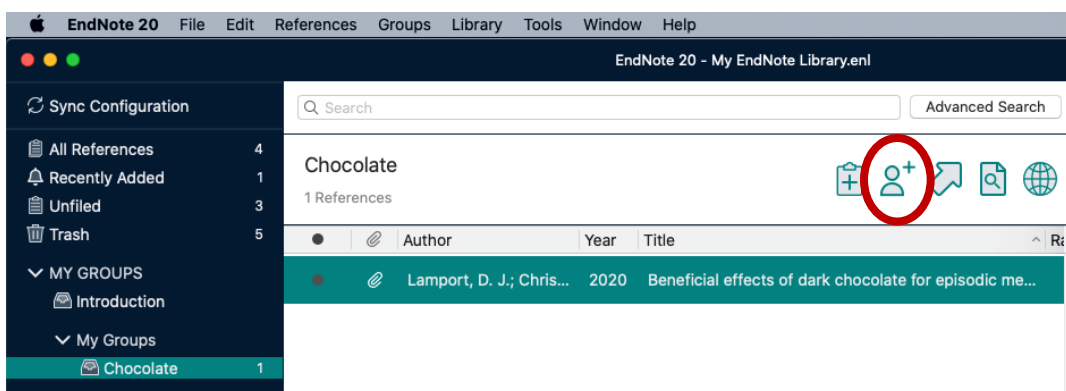 EndNote 20 File Edit References Groups Library Tools Window Help
EndNote 20 - My EndNote Library.enl
Sync Configuration
Search
Advanced Search
All References 4
Recently Added 1
Unfiled 3
Trash 5
MY GROUPS
Introduction
My Groups
Chocolate 1
Chocolate
1 References
Author Year Title Ra
Lamport, D. J.; Chris... 2020 Beneficial effects of dark chocolate for episodic me...